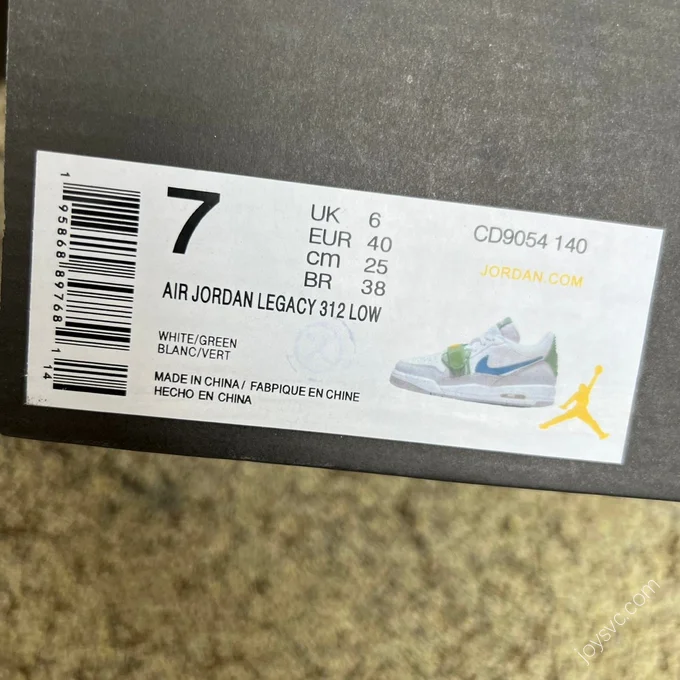 7
UK 6
EUR 40
cm 25
BR 38
CD9054 140
JORDAN.COM
AIR JORDAN LEGACY 312 LOW
WHITE/GREEN
BLANC/VERT
MADE IN CHINA / FABPIQUE EN CHINE
HECHO EN CHINA
1 95868 89768 1 14
joysvc.com